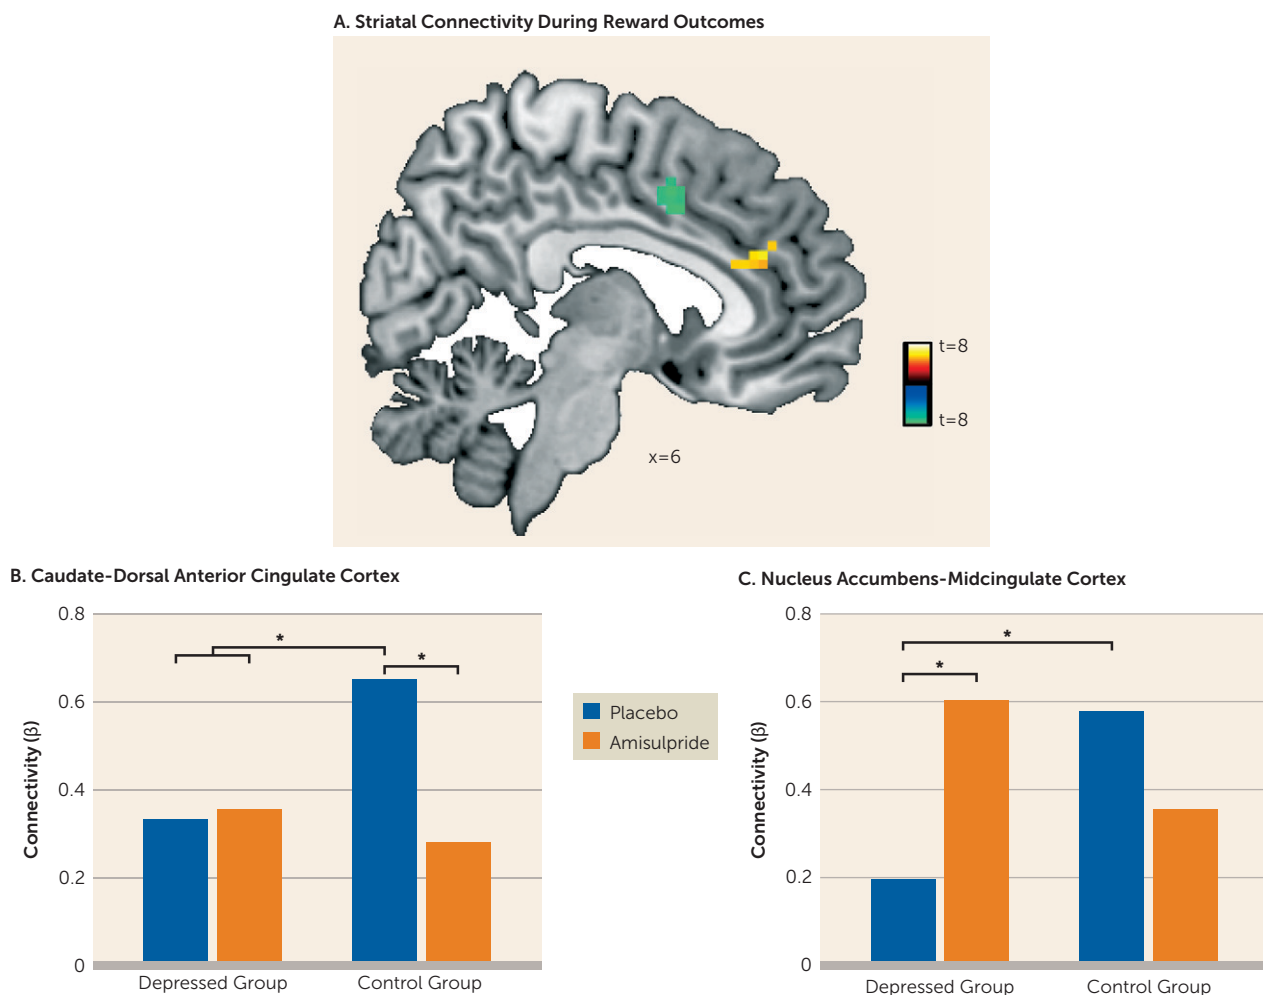 A. Striatal Connectivity During Reward Outcomes
t=8
t=8
x=6
B. Caudate-Dorsal Anterior Cingulate Cortex
Connectivity (β)
0.8
0.6
0.4
0.2
0
*
*
Depressed Group
Control Group
Placebo
Amisulpride
C. Nucleus Accumbens-Midcingulate Cortex
Connectivity (β)
0.8
0.6
0.4
0.2
0
*
*
Depressed Group
Control Group